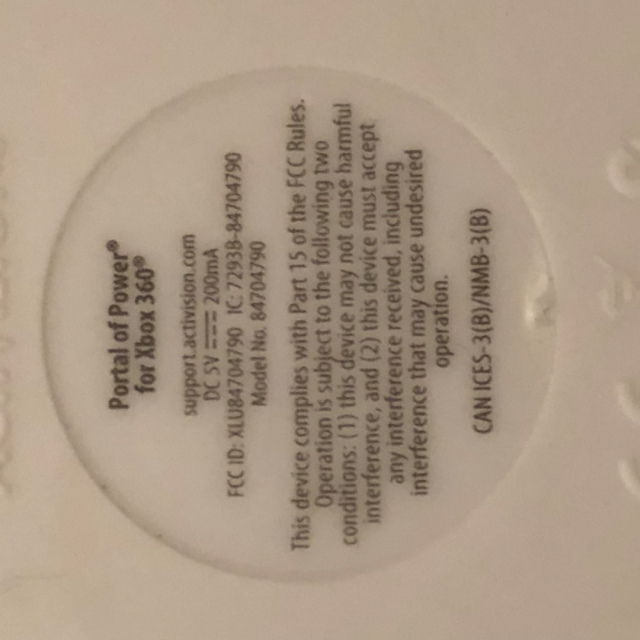 Portal of Power®
for Xbox 360®
support.activision.com
DC 5V ⎓ 200mA
FCC ID: XLU84704790 IC: 7293B-84704790
Model No. 84704790
This device complies with Part 15 of the FCC Rules.
Operation is subject to the following two
conditions: (1) this device may not cause harmful
interference, and (2) this device must accept
any interference received, including
interference that may cause undesired
operation.
CAN ICES-3(B)/NMB-3(B)